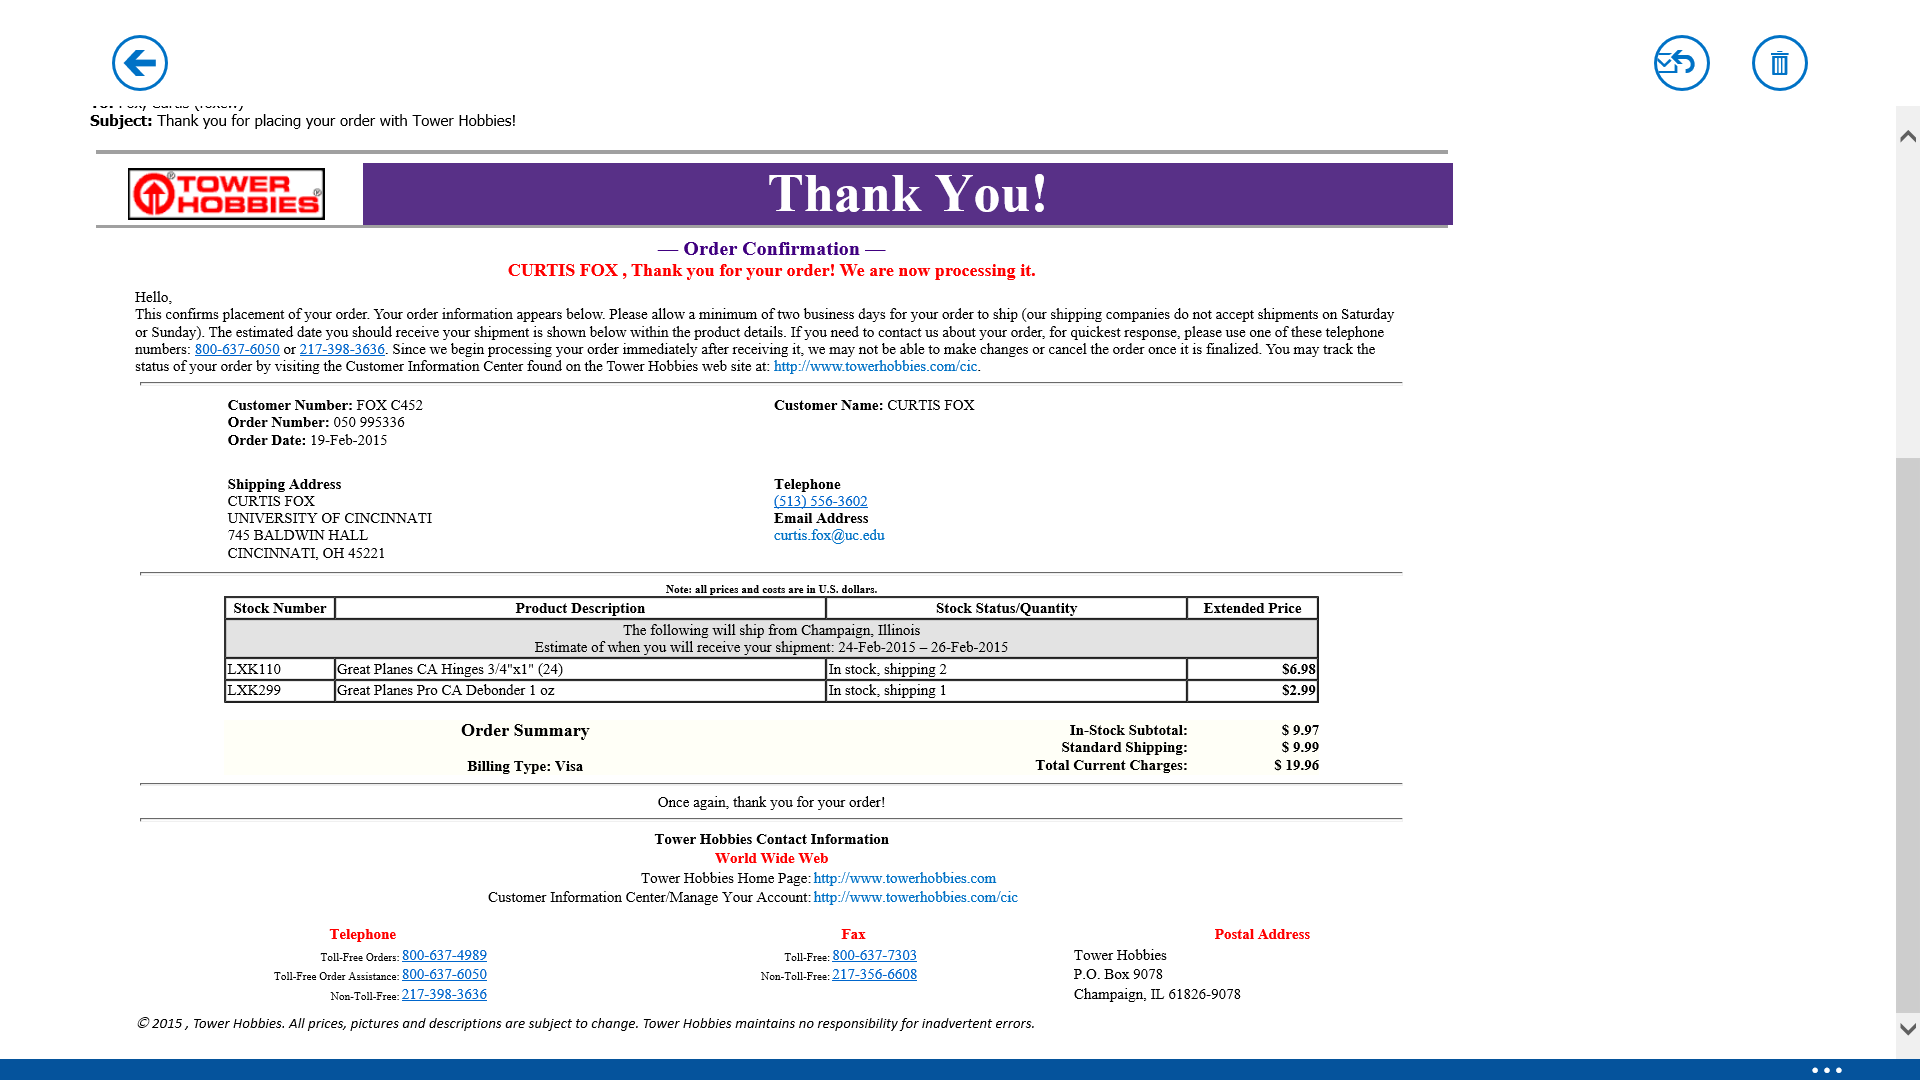 To: Fox, Curtis (foxcw)
Subject: Thank you for placing your order with Tower Hobbies!
TOWER HOBBIES
Thank You!
— Order Confirmation —
CURTIS FOX , Thank you for your order! We are now processing it.
Hello,
This confirms placement of your order. Your order information appears below. Please allow a minimum of two business days for your order to ship (our shipping companies do not accept shipments on Saturday
or Sunday). The estimated date you should receive your shipment is shown below within the product details. If you need to contact us about your order, for quickest response, please use one of these telephone
numbers: 800-637-6050 or 217-398-3636. Since we begin processing your order immediately after receiving it, we may not be able to make changes or cancel the order once it is finalized. You may track the
status of your order by visiting the Customer Information Center found on the Tower Hobbies web site at: http://www.towerhobbies.com/cic.
Customer Number: FOX C452
Order Number: 050 995336
Order Date: 19-Feb-2015
Customer Name: CURTIS FOX
Shipping Address
CURTIS FOX
UNIVERSITY OF CINCINNATI
745 BALDWIN HALL
CINCINNATI, OH 45221
Telephone
(513) 556-3602
Email Address
curtis.fox@uc.edu
Note: all prices and costs are in U.S. dollars.
Stock Number Product Description Stock Status/Quantity Extended Price
The following will ship from Champaign, Illinois
Estimate of when you will receive your shipment: 24-Feb-2015 – 26-Feb-2015
LXK110 Great Planes CA Hinges 3/4"x1" (24) In stock, shipping 2 $6.98
LXK299 Great Planes Pro CA Debonder 1 oz In stock, shipping 1 $2.99
Order Summary
Billing Type: Visa
In-Stock Subtotal: $ 9.97
Standard Shipping: $ 9.99
Total Current Charges: $ 19.96
Once again, thank you for your order!
Tower Hobbies Contact Information
World Wide Web
Tower Hobbies Home Page: http://www.towerhobbies.com
Customer Information Center/Manage Your Account: http://www.towerhobbies.com/cic
Telephone
Toll-Free Orders: 800-637-4989
Toll-Free Order Assistance: 800-637-6050
Non-Toll-Free: 217-398-3636
Fax
Toll-Free: 800-637-7303
Non-Toll-Free: 217-356-6608
Postal Address
Tower Hobbies
P.O. Box 9078
Champaign, IL 61826-9078
© 2015 , Tower Hobbies. All prices, pictures and descriptions are subject to change. Tower Hobbies maintains no responsibility for inadvertent errors.